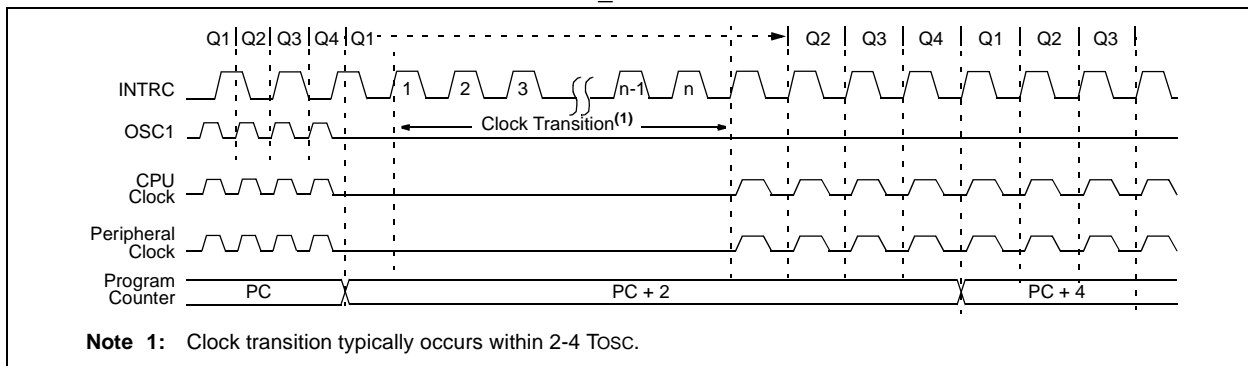 Q1 Q2 Q3 Q4 Q1 Q2 Q3 Q4 Q1 Q2 Q3
INTRC
1 2 3 n-1 n
OSC1
Clock Transition(1)
CPU
Clock
Peripheral
Clock
Program
Counter
PC PC + 2 PC + 4
Note 1: Clock transition typically occurs within 2-4 TOSC.